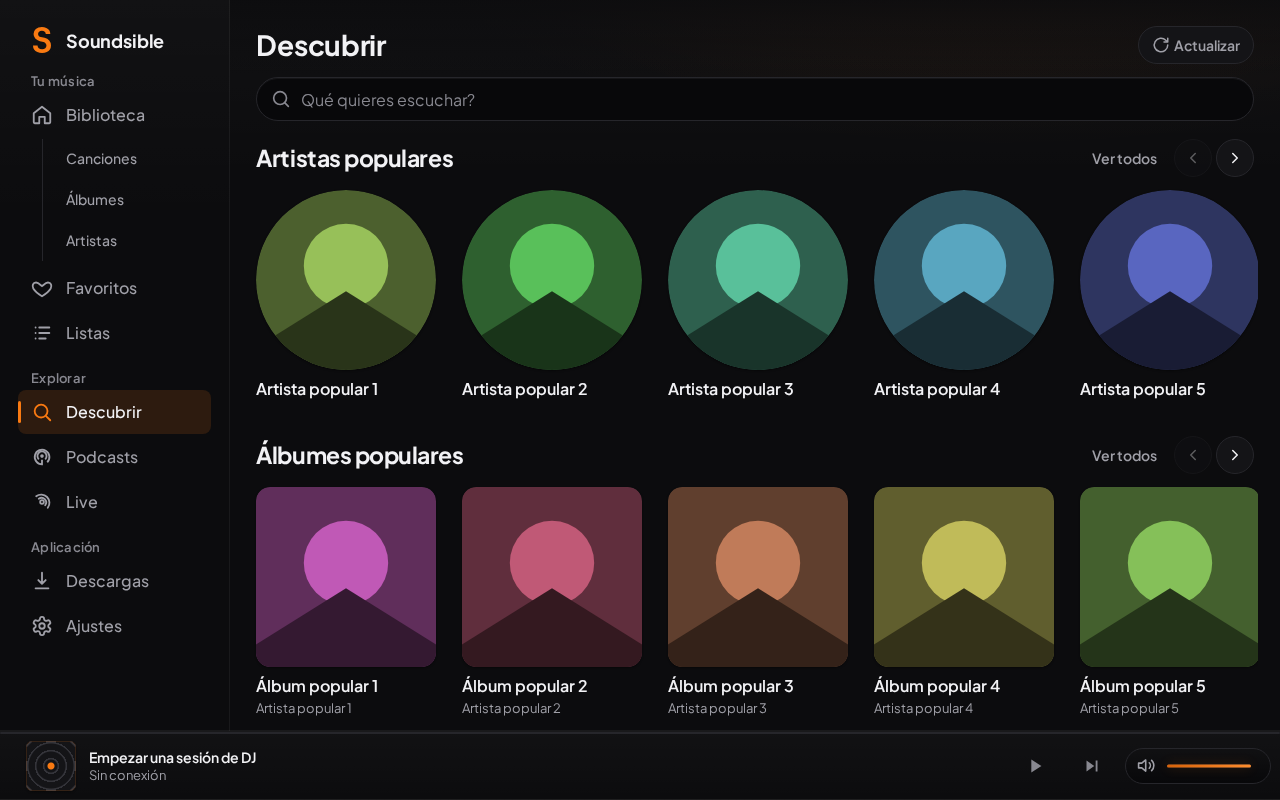 Soundsible
Tu música
Biblioteca
Canciones
Álbumes
Artistas
Favoritos
Listas
Explorar
Descubrir
Podcasts
Live
Aplicación
Descargas
Ajustes
Descubrir
Actualizar
Qué quieres escuchar?
Artistas populares
Ver todos
Artista popular 1
Artista popular 2
Artista popular 3
Artista popular 4
Artista popular 5
Álbumes populares
Ver todos
Álbum popular 1
Artista popular 1
Álbum popular 2
Artista popular 2
Álbum popular 3
Artista popular 3
Álbum popular 4
Artista popular 4
Álbum popular 5
Artista popular 5
Empezar una sesión de DJ
Sin conexión